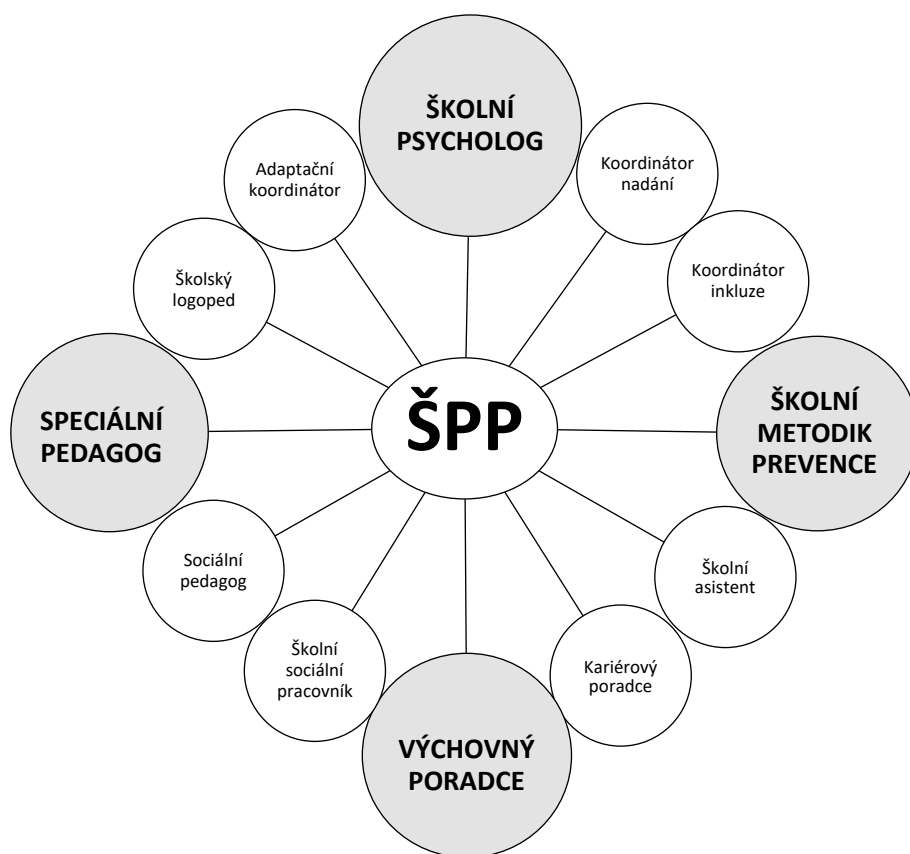 ŠKOLNÍ
PSYCHOLOG
Adaptační
koordinátor
Koordinátor
nadání
Školský
logoped
Koordinátor
inkluze
ŠPP
SPECIÁLNÍ
PEDAGOG
ŠKOLNÍ
METODIK
PREVENCE
Sociální
pedagog
Školní
asistent
Školní
sociální
pracovník
Kariérový
poradce
VÝCHOVNÝ
PORADCE